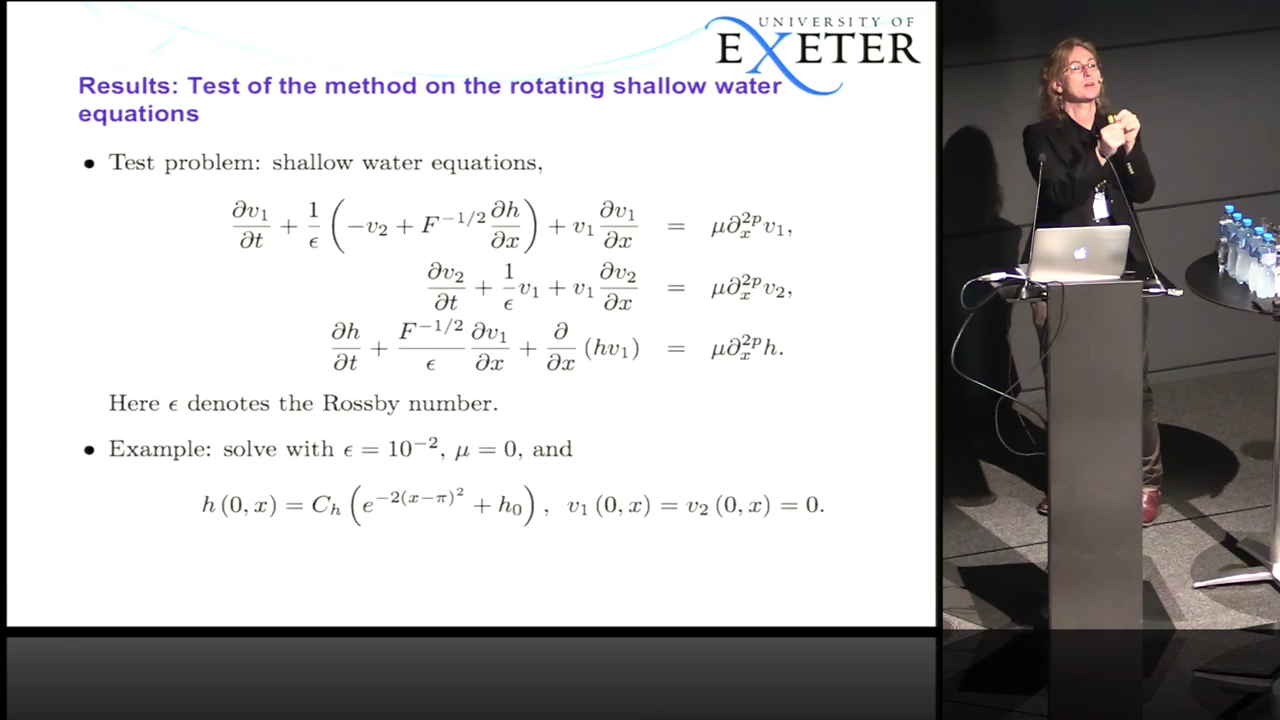 UNIVERSITY OF
EXETER
Results: Test of the method on the rotating shallow water
equations
• Test problem: shallow water equations,
∂v₁/∂t + 1/ϵ (−v₂ + F^{−1/2} ∂h/∂x) + v₁ ∂v₁/∂x = μ∂ₓ^{2p}v₁,
∂v₂/∂t + 1/ϵ v₁ + v₁ ∂v₂/∂x = μ∂ₓ^{2p}v₂,
∂h/∂t + F^{−1/2}/ϵ ∂v₁/∂x + ∂/∂x (hv₁) = μ∂ₓ^{2p}h.
Here ϵ denotes the Rossby number.
• Example: solve with ϵ = 10^{−2}, μ = 0, and
h (0, x) = C_h (e^{−2(x−π)²} + h₀), v₁ (0, x) = v₂ (0, x) = 0.